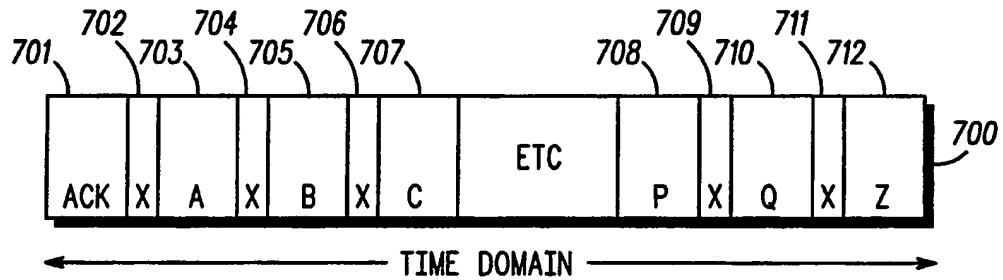 702 704 706 709 711
701 703 705 707 708 710 712
700
ETC
ACK X A X B X C P X Q X Z
TIME DOMAIN